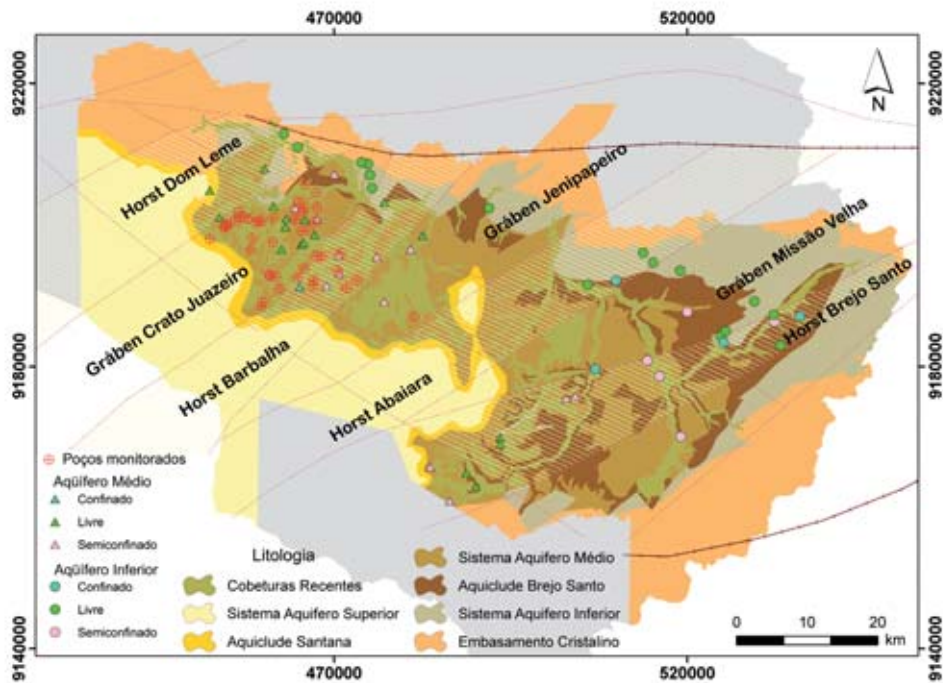 470000
520000
9220000
9220000
N
Horst Dom Leme
Gráben Jenipapeiro
Gráben Missão Velha
Horst Brejo Santo
Gráben Crato Juazeiro
Horst Barbalha
Horst Abaiara
9180000
9180000
Poços monitorados
Aqüífero Médio
Confinado
Livre
Semiconfinado
Aqüífero Inferior
Confinado
Livre
Semiconfinado
Litologia
Cobeturas Recentes
Sistema Aquifero Superior
Aquiclude Santana
Sistema Aquifero Médio
Aquiclude Brejo Santo
Sistema Aquifero Inferior
Embasamento Cristalino
0 10 20
km
9140000
9140000
470000
520000